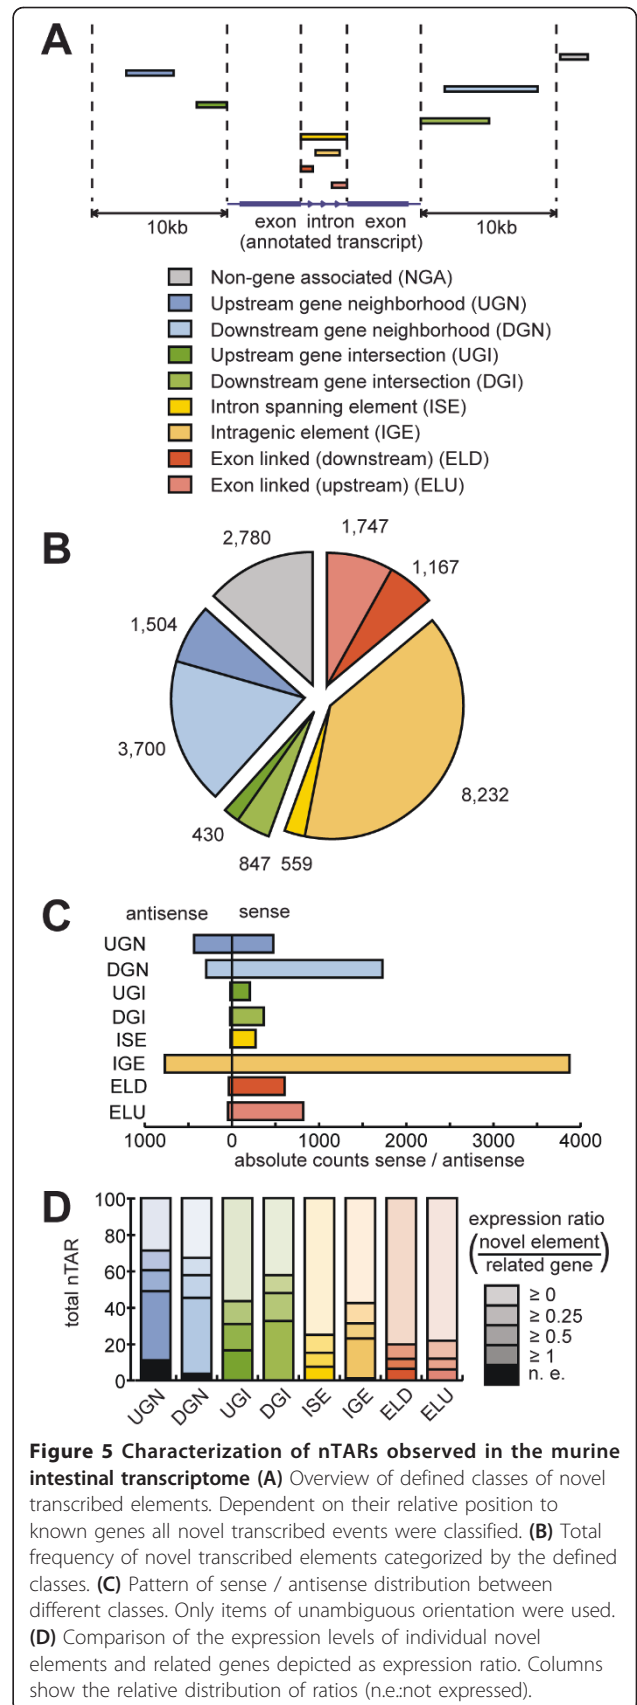 A
10kb
exon intron exon
10kb
(annotated transcript)
Non-gene associated (NGA)
Upstream gene neighborhood (UGN)
Downstream gene neighborhood (DGN)
Upstream gene intersection (UGI)
Downstream gene intersection (DGI)
Intron spanning element (ISE)
Intragenic element (IGE)
Exon linked (downstream) (ELD)
Exon linked (upstream) (ELU)
B
2,780
1,747
1,167
1,504
3,700
8,232
430
847
559
C
antisense
sense
UGN
DGN
UGI
DGI
ISE
IGE
ELD
ELU
1000 0 1000 2000 3000 4000
absolute counts sense / antisense
D
total nTAR
100
80
60
40
20
0
UGN DGN UGI DGI ISE IGE ELD ELU
expression ratio
(novel element
related gene)
≥ 0
≥ 0.25
≥ 0.5
≥ 1
n. e.
Figure 5 Characterization of nTARs observed in the murine
intestinal transcriptome (A) Overview of defined classes of novel
transcribed elements. Dependent on their relative position to
known genes all novel transcribed events were classified. (B) Total
frequency of novel transcribed elements categorized by the defined
classes. (C) Pattern of sense / antisense distribution between
different classes. Only items of unambiguous orientation were used.
(D) Comparison of the expression levels of individual novel
elements and related genes depicted as expression ratio. Columns
show the relative distribution of ratios (n.e.:not expressed).